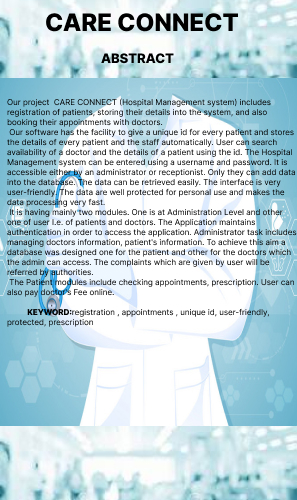 CARE CONNECT
ABSTRACT
Our project  CARE CONNECT (Hospital Management system) includes
registration of patients, storing their details into the system, and also
booking their appointments with doctors.
Our software has the facility to give a unique id for every patient and stores
the details of every patient and the staff automatically. User can search
availability of a doctor and the details of a patient using the id. The Hospital
Management system can be entered using a username and password. It is
accessible either by an administrator or receptionist. Only they can add data
into the database. The data can be retrieved easily. The interface is very
user-friendly. The data are well protected for personal use and makes the
data processing very fast.
It is having mainly two modules. One is at Administration Level and other
one of user I.e. of patients and doctors. The Application maintains
authentication in order to access the application. Administrator task includes
managing doctors information, patient's information. To achieve this aim a
database was designed one for the patient and other for the doctors which
the admin can access. The complaints which are given by user will be
referred by authorities.
The Patient modules include checking appointments, prescription. User can
also pay doctor's Fee online.
KEYWORD:registration , appointments , unique id, user-friendly,
protected, prescription